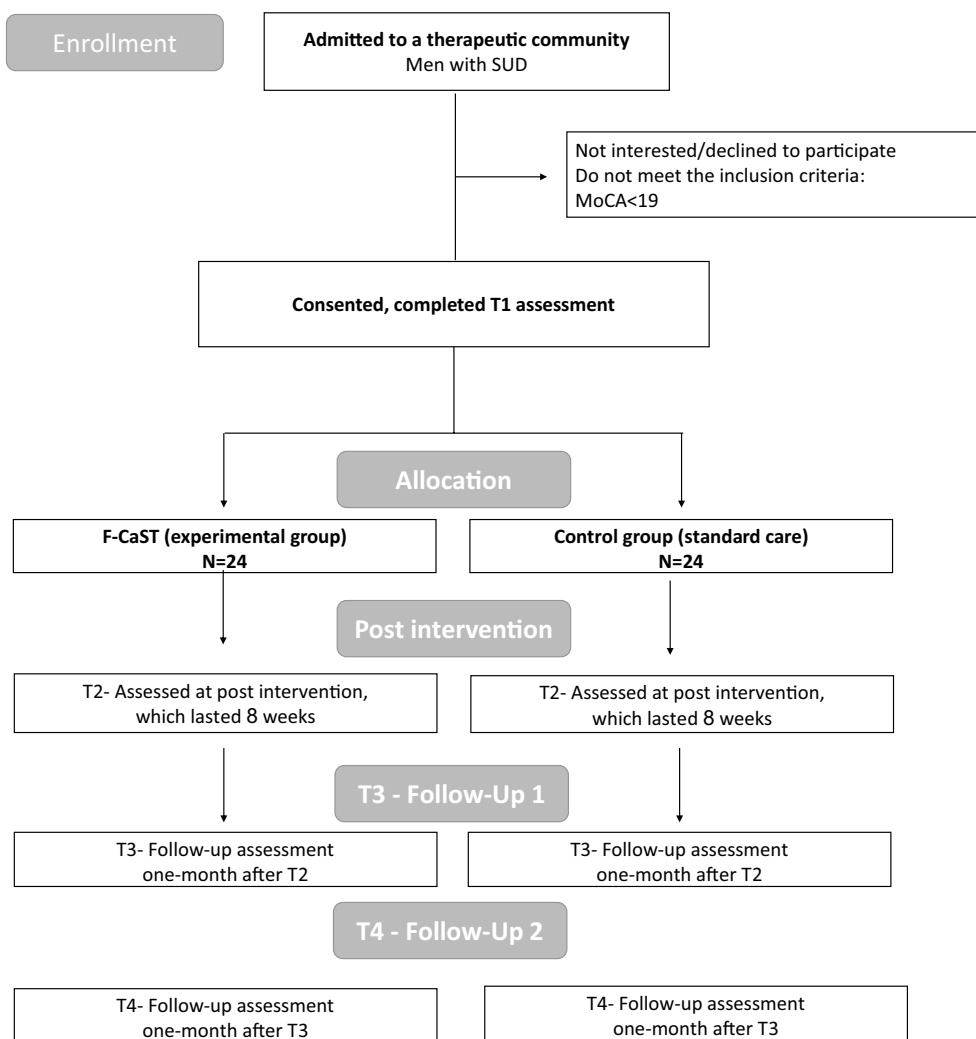 Enrollment
Admitted to a therapeutic community
Men with SUD
Not interested/declined to participate
Do not meet the inclusion criteria:
MoCA<19
Consented, completed T1 assessment
Allocation
F-CaST (experimental group)
N=24
Control group (standard care)
N=24
Post intervention
T2- Assessed at post intervention,
which lasted 8 weeks
T2- Assessed at post intervention,
which lasted 8 weeks
T3 - Follow-Up 1
T3- Follow-up assessment
one-month after T2
T3- Follow-up assessment
one-month after T2
T4 - Follow-Up 2
T4- Follow-up assessment
one-month after T3
T4- Follow-up assessment
one-month after T3